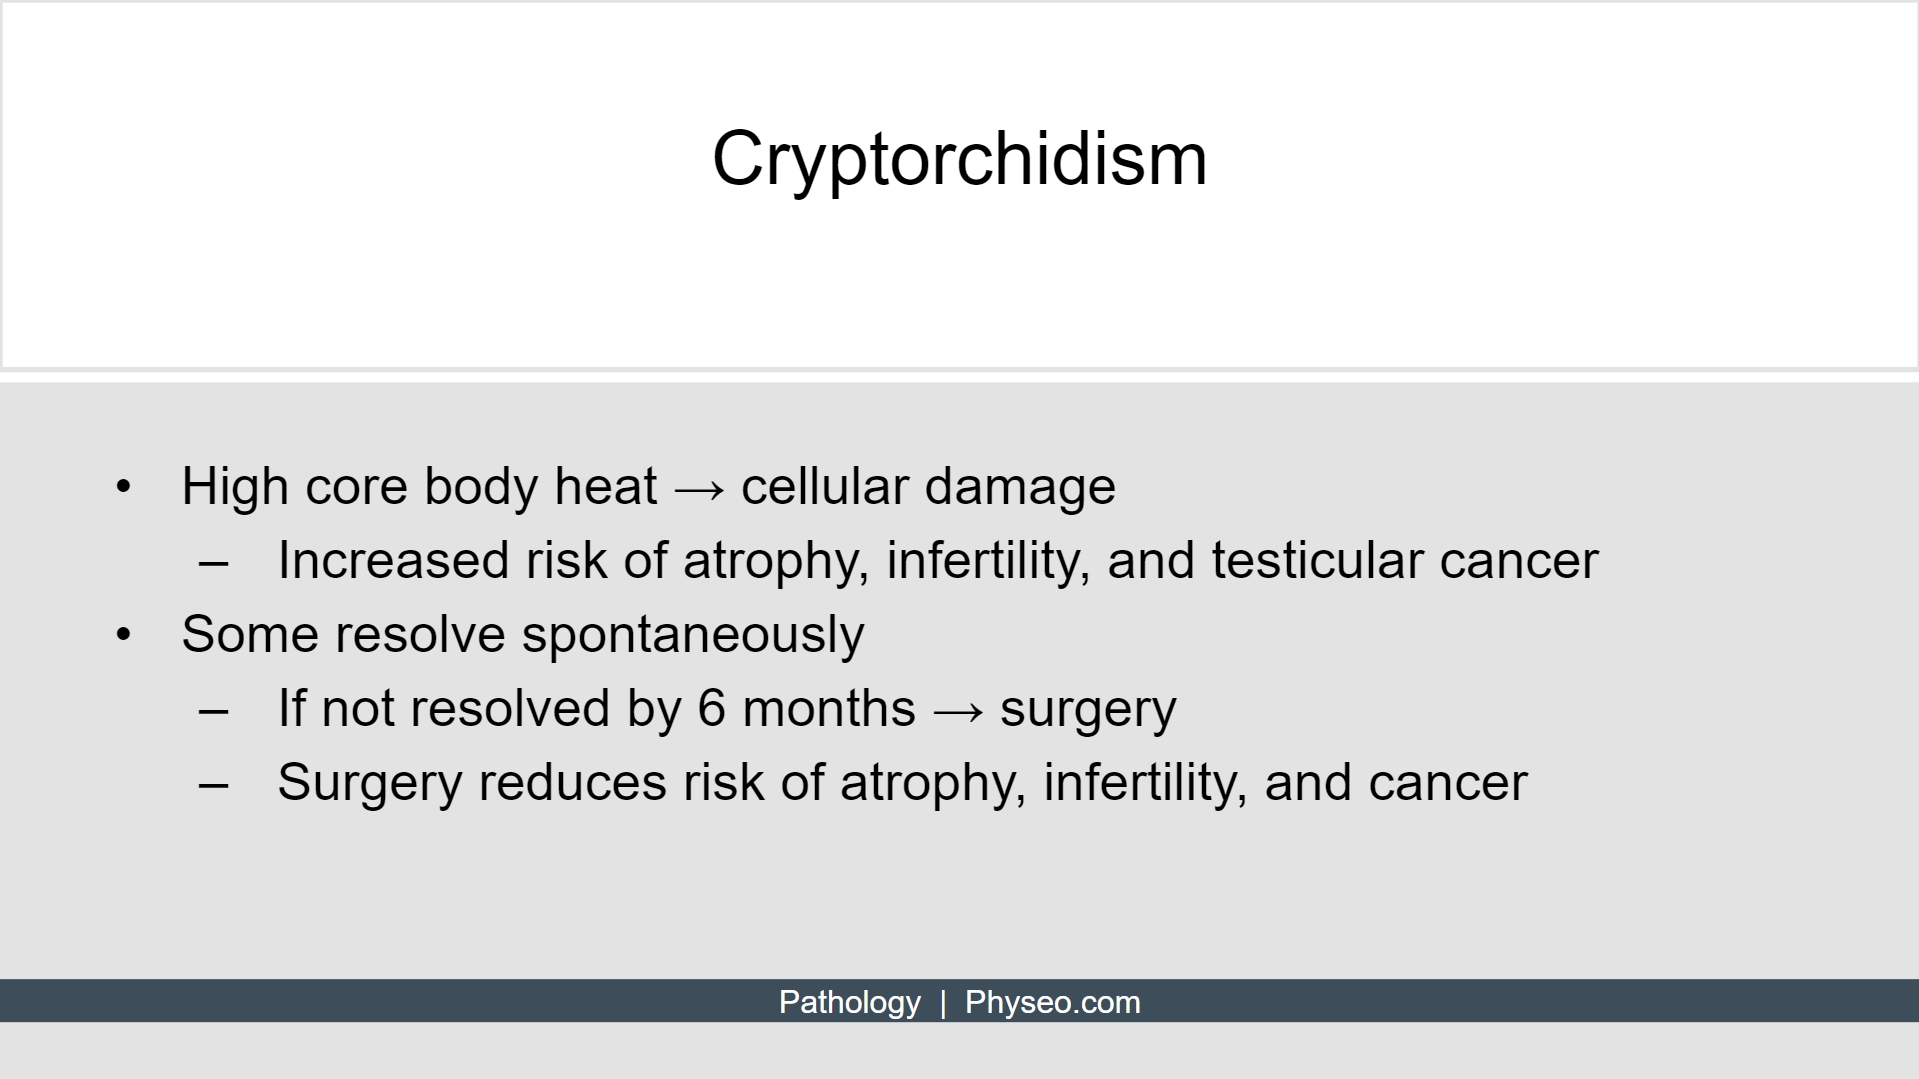 Cryptorchidism
• High core body heat → cellular damage
– Increased risk of atrophy, infertility, and testicular cancer
• Some resolve spontaneously
– If not resolved by 6 months → surgery
– Surgery reduces risk of atrophy, infertility, and cancer
Pathology | Physeo.com